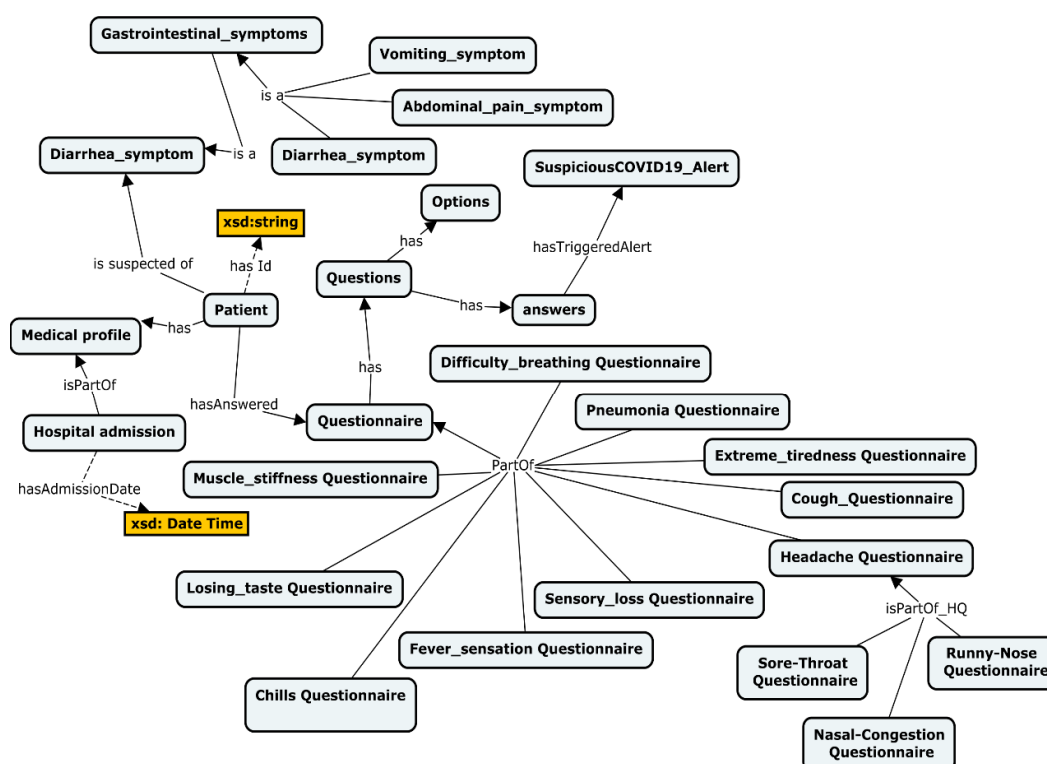 Gastrointestinal_symptoms
Vomiting_symptom
is a
Abdominal_pain_symptom
Diarrhea_symptom
is a
Diarrhea_symptom
SuspiciousCOVID19_Alert
Options
xsd:string
has
hasTriggeredAlert
is suspected of
has Id
Questions
Patient
has
answers
Medical profile
has
Difficulty_breathing Questionnaire
has
isPartOf
hasAnswered
Pneumonia Questionnaire
Hospital admission
Questionnaire
Extreme_tiredness Questionnaire
PartOf
Muscle_stiffness Questionnaire
hasAdmissionDate
Cough_Questionnaire
xsd: Date Time
Headache Questionnaire
Losing_taste Questionnaire
Sensory_loss Questionnaire
isPartOf_HQ
Fever_sensation Questionnaire
Sore-Throat
Questionnaire
Runny-Nose
Questionnaire
Chills Questionnaire
Nasal-Congestion
Questionnaire